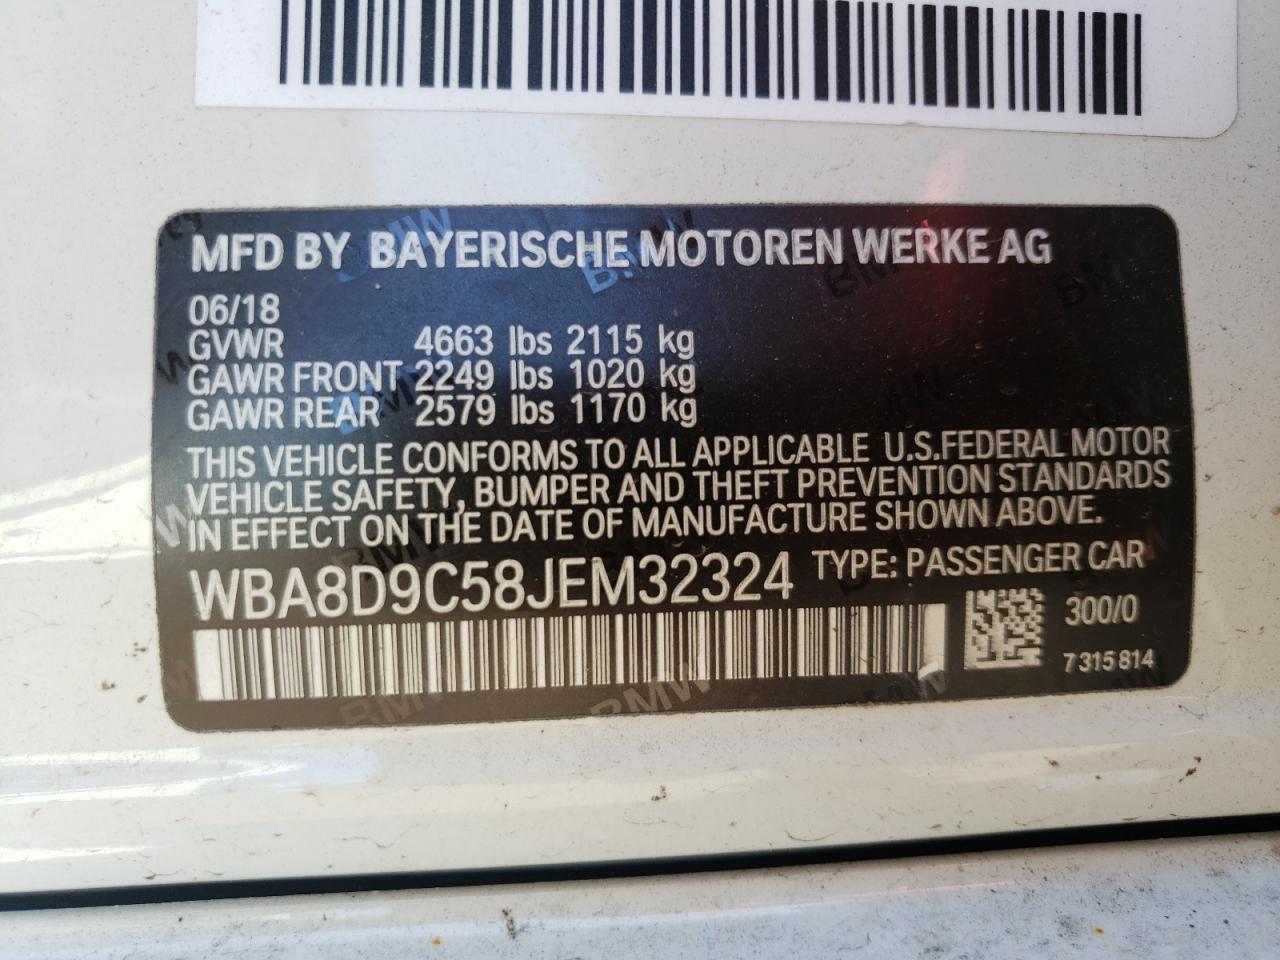 MFD BY BAYERISCHE MOTOREN WERKE AG
06/18
GVWR 4663 lbs 2115 kg
GAWR FRONT 2249 lbs 1020 kg
GAWR REAR 2579 lbs 1170 kg
THIS VEHICLE CONFORMS TO ALL APPLICABLE U.S.FEDERAL MOTOR
VEHICLE SAFETY, BUMPER AND THEFT PREVENTION STANDARDS
IN EFFECT ON THE DATE OF MANUFACTURE SHOWN ABOVE.
WBA8D9C58JEM32324 TYPE: PASSENGER CAR
300/0
7 315 814